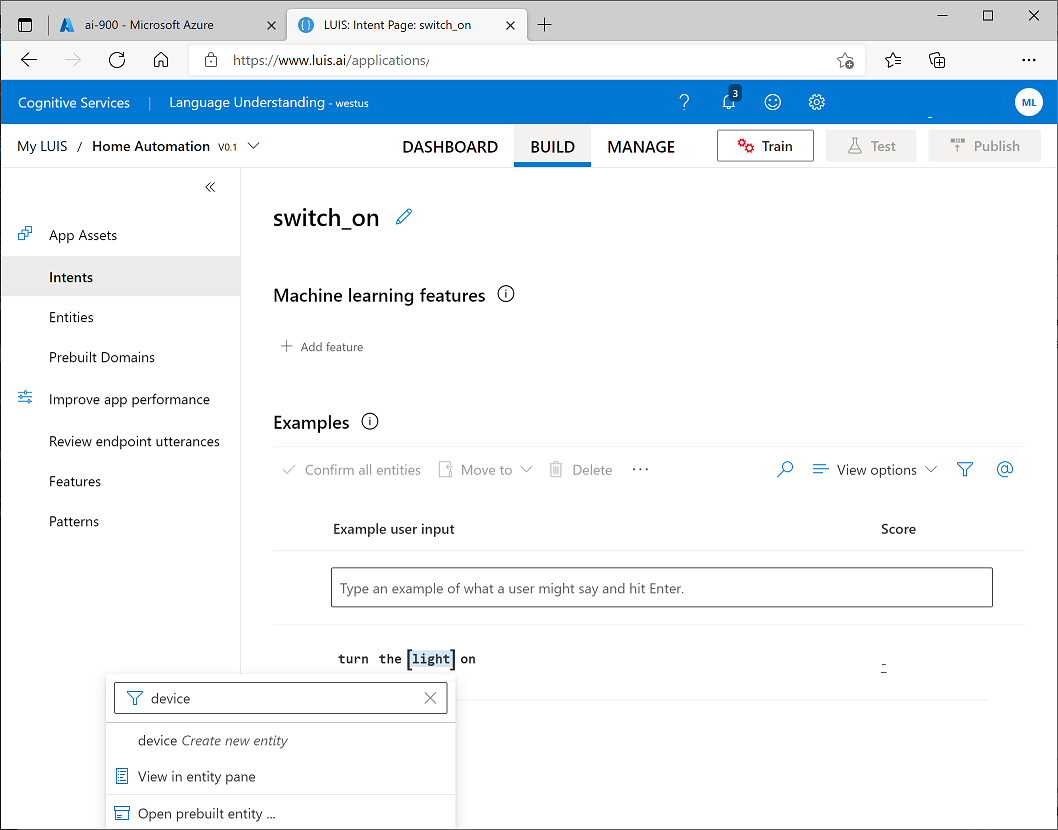 ai-900 - Microsoft Azure
LUIS: Intent Page: switch_on
https://www.luis.ai/applications/
Cognitive Services | Language Understanding - westus
? 3 ML
My LUIS / Home Automation V0.1
DASHBOARD BUILD MANAGE Train Test Publish
App Assets
Intents
Entities
Prebuilt Domains
Improve app performance
Review endpoint utterances
Features
Patterns
switch_on
Machine learning features
+ Add feature
Examples
Confirm all entities Move to Delete ... View options @
Example user input Score
Type an example of what a user might say and hit Enter.
turn the [light] on -
device
device Create new entity
View in entity pane
Open prebuilt entity ...